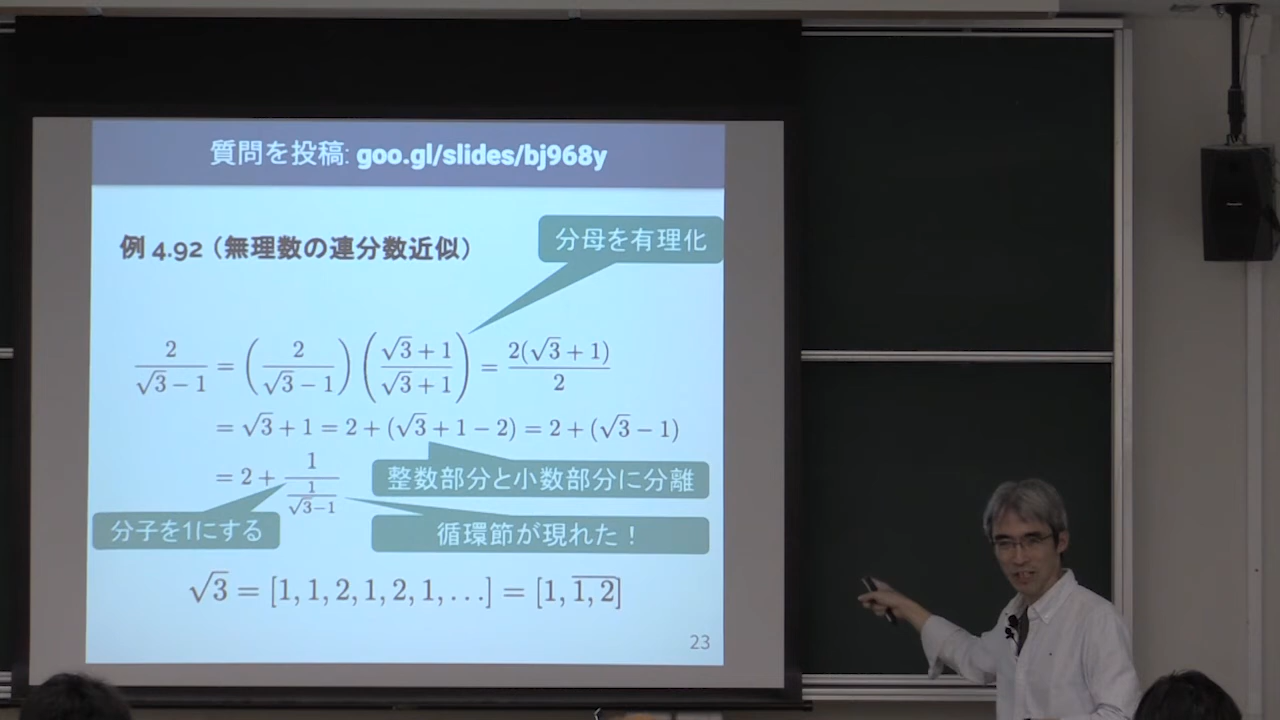 質問を投稿: goo.gl/slides/bj968y
例 4.92（無理数の連分数近似）
分母を有理化
2/(√3−1) = (2/(√3−1)) ((√3+1)/(√3+1)) = 2(√3+1)/2
= √3+1 = 2+(√3+1−2) = 2+(√3−1)
= 2+1/(1/(√3−1))
整数部分と小数部分に分離
分子を1にする
循環節が現れた！
√3 = [1, 1, 2, 1, 2, 1, . . .] = [1, 1, 2]
23